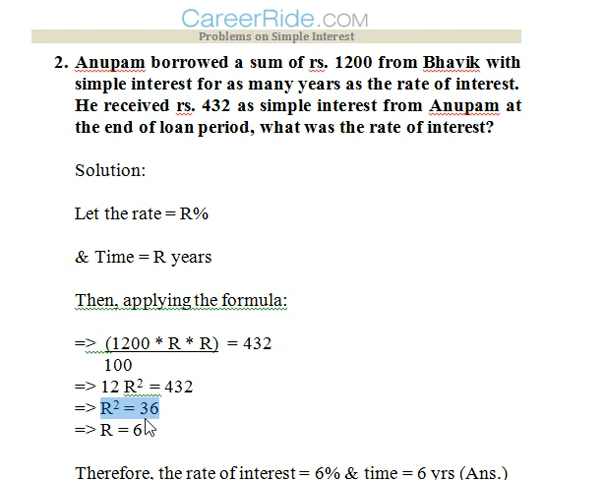 CareerRide.COM
Problems on Simple Interest
2. Anupam borrowed a sum of rs. 1200 from Bhavik with
simple interest for as many years as the rate of interest.
He received rs. 432 as simple interest from Anupam at
the end of loan period, what was the rate of interest?
Solution:
Let the rate = R%
& Time = R years
Then, applying the formula:
=> (1200 * R * R) = 432
100
=> 12 R² = 432
=> R² = 36
=> R = 6
Therefore, the rate of interest = 6% & time = 6 yrs (Ans.)